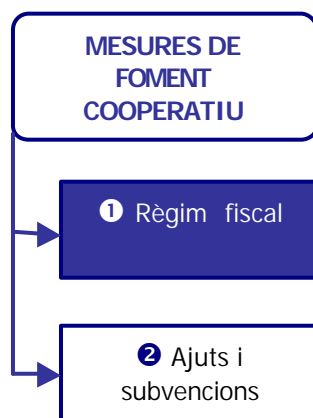 MESURES DE
FOMENT
COOPERATIU
❶ Règim fiscal
❷ Ajuts i
subvencions